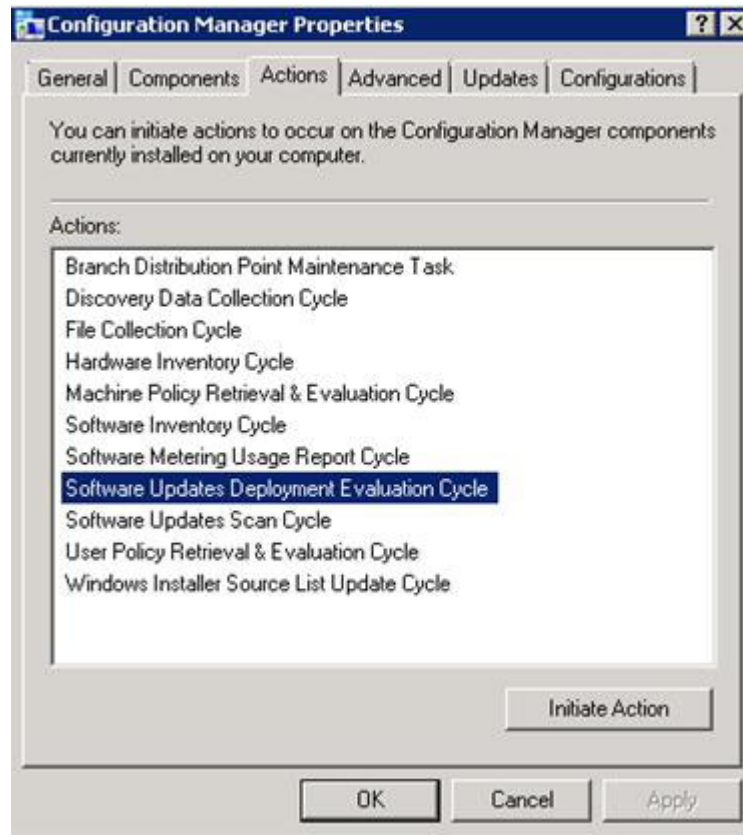 Configuration Manager Properties
General Components Actions Advanced Updates Configurations
You can initiate actions to occur on the Configuration Manager components
currently installed on your computer.
Actions:
Branch Distribution Point Maintenance Task
Discovery Data Collection Cycle
File Collection Cycle
Hardware Inventory Cycle
Machine Policy Retrieval & Evaluation Cycle
Software Inventory Cycle
Software Metering Usage Report Cycle
Software Updates Deployment Evaluation Cycle
Software Updates Scan Cycle
User Policy Retrieval & Evaluation Cycle
Windows Installer Source List Update Cycle
Initiate Action
OK Cancel Apply